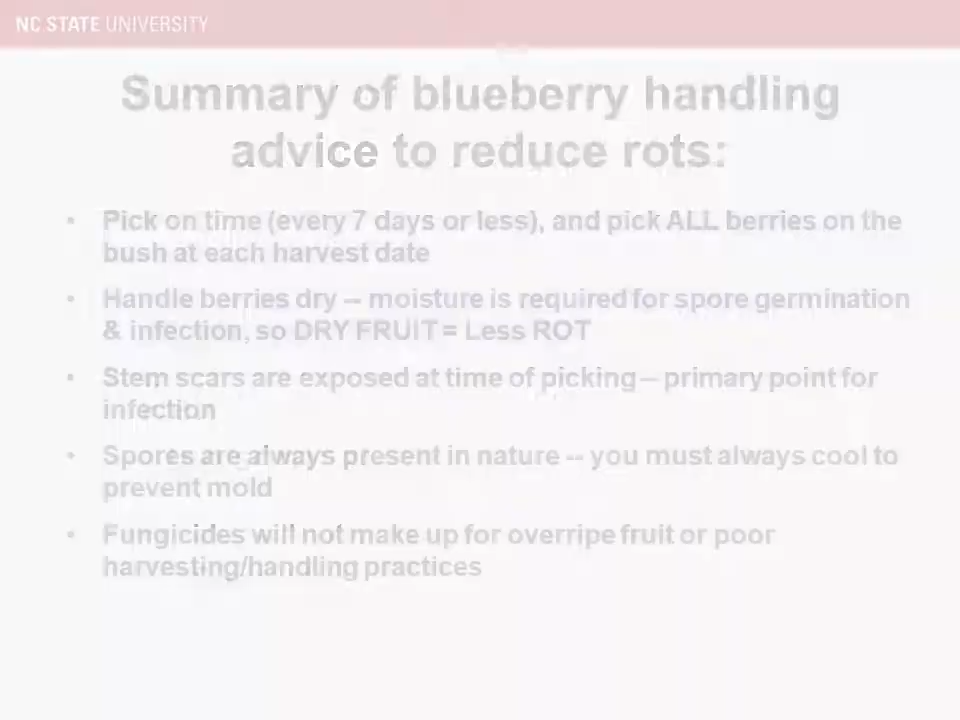 NC STATE UNIVERSITY
Summary of blueberry handling
advice to reduce rots:
• Pick on time (every 7 days or less), and pick ALL berries on the
bush at each harvest date
• Handle berries dry – moisture is required for spore germination
& infection, so DRY FRUIT = Less ROT
• Stem scars are exposed at time of picking – primary point for
infection
• Spores are always present in nature -- you must always cool to
prevent mold
• Fungicides will not make up for overripe fruit or poor
harvesting/handling practices